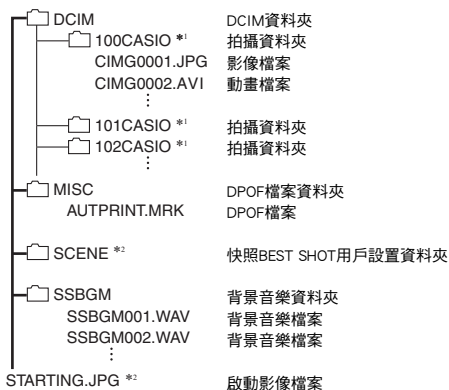 DCIM DCIM資料夾
100CASIO *1 拍攝資料夾
CIMG0001.JPG 影像檔案
CIMG0002.AVI 動畫檔案
⋮
101CASIO *1 拍攝資料夾
102CASIO *1 拍攝資料夾
⋮
MISC DPOF檔案資料夾
AUTPRINT.MRK DPOF檔案
SCENE *2 快照BEST SHOT用戶設置資料夾
SSBGM 背景音樂資料夾
SSBGM001.WAV 背景音樂檔案
SSBGM002.WAV 背景音樂檔案
⋮
STARTING.JPG *2 啟動影像檔案